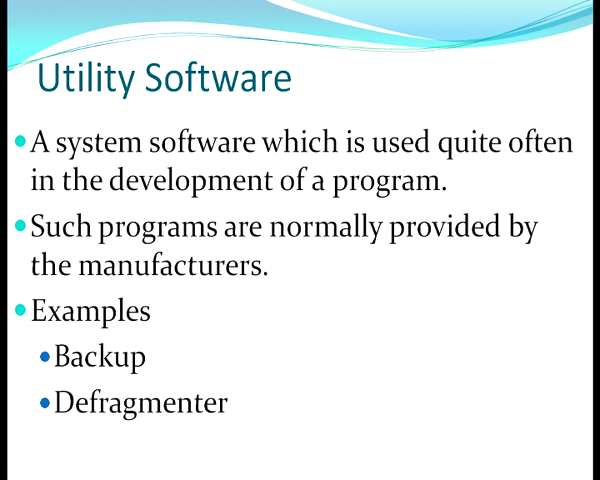 Utility Software
A system software which is used quite often
in the development of a program.
Such programs are normally provided by
the manufacturers.
Examples
Backup
Defragmenter